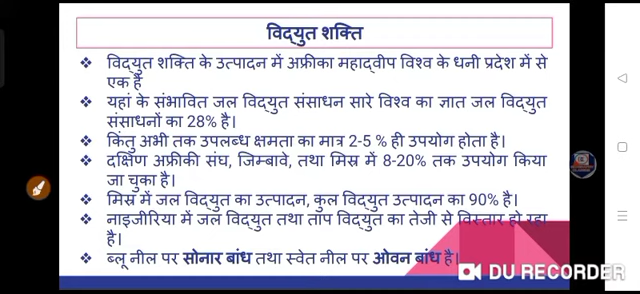 विद्युत शक्ति
❖ विद्युत शक्ति के उत्पादन में अफ्रीका महाद्वीप विश्व के धनी प्रदेश में से
एक है
❖ यहां के संभावित जल विद्युत संसाधन सारे विश्व का ज्ञात जल विद्युत
संसाधनों का 28% है।
❖ किंतु अभी तक उपलब्ध क्षमता का मात्र 2-5 % ही उपयोग होता है।
❖ दक्षिण अफ्रीकी संघ, जिम्बावे, तथा मिस्र में 8-20% तक उपयोग किया
जा चुका है।
❖ मिस्र में जल विद्युत का उत्पादन, कुल विद्युत उत्पादन का 90% है।
❖ नाइजीरिया में जल विद्युत तथा ताप विद्युत का तेजी से विस्तार हो रहा
है।
❖ ब्लू नील पर सोनार बांध तथा स्वेत नील पर ओवन बांध है।
DU RECORDER